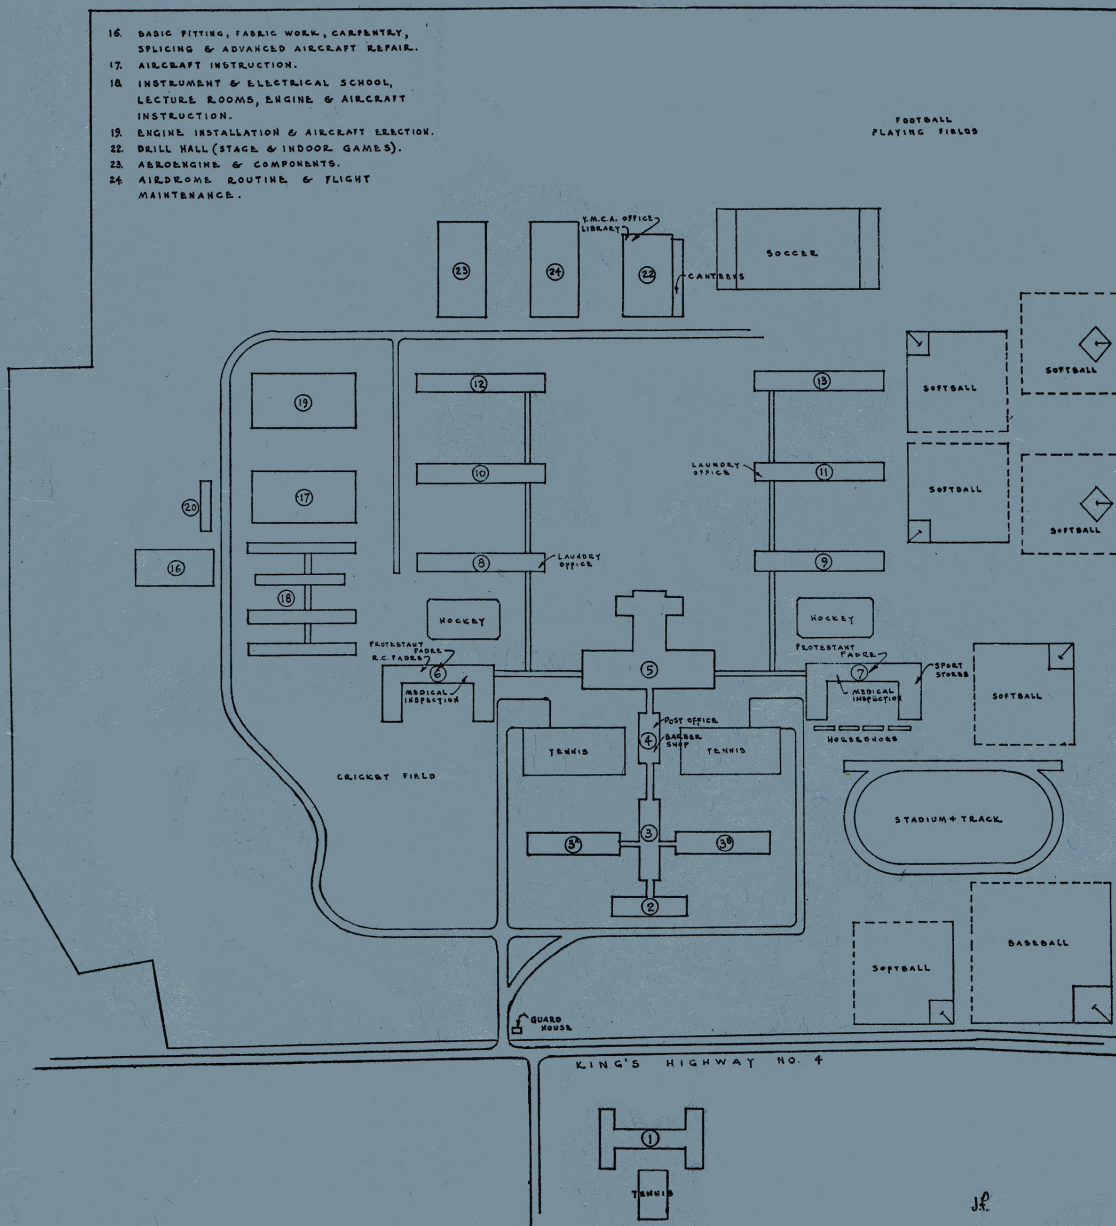 16. BASIC FITTING, FABRIC WORK, CARPENTRY,
SPLICING & ADVANCED AIRCRAFT REPAIR.
17. AIRCRAFT INSTRUCTION.
18 INSTRUMENT & ELECTRICAL SCHOOL,
LECTURE ROOMS, ENGINE & AIRCRAFT
INSTRUCTION.
19. ENGINE INSTALLATION & AIRCRAFT ERECTION.
22. DRILL HALL (STAGE & INDOOR GAMES).
23. AEROENGINE & COMPONENTS.
24. AIRDROME ROUTINE & FLIGHT
MAINTENANCE.
FOOTBALL
PLAYING FIELDS
Y.M.C.A. OFFICE
LIBRARY
23
24
22
CANTEENS
SOCCER
12
13
19
SOFTBALL
SOFTBALL
10
LAUNDRY
OFFICE
11
17
20
SOFTBALL
SOFTBALL
16
8
LAUNDRY
OFFICE
9
18
HOCKEY
HOCKEY
PROTESTANT
PADRE
R.C. PADRE
6
MEDICAL
INSPECTION
5
PROTESTANT
PADRE
7
MEDICAL
INSPECTION
SPORT
STORES
SOFTBALL
HORSESHOES
POST OFFICE
4
BARBER
SHOP
TENNIS
TENNIS
CRICKET FIELD
STADIUM + TRACK
3A
3
3B
2
SOFTBALL
BASEBALL
GUARD
HOUSE
KING'S HIGHWAY NO. 4
1
TENNIS
J.P.